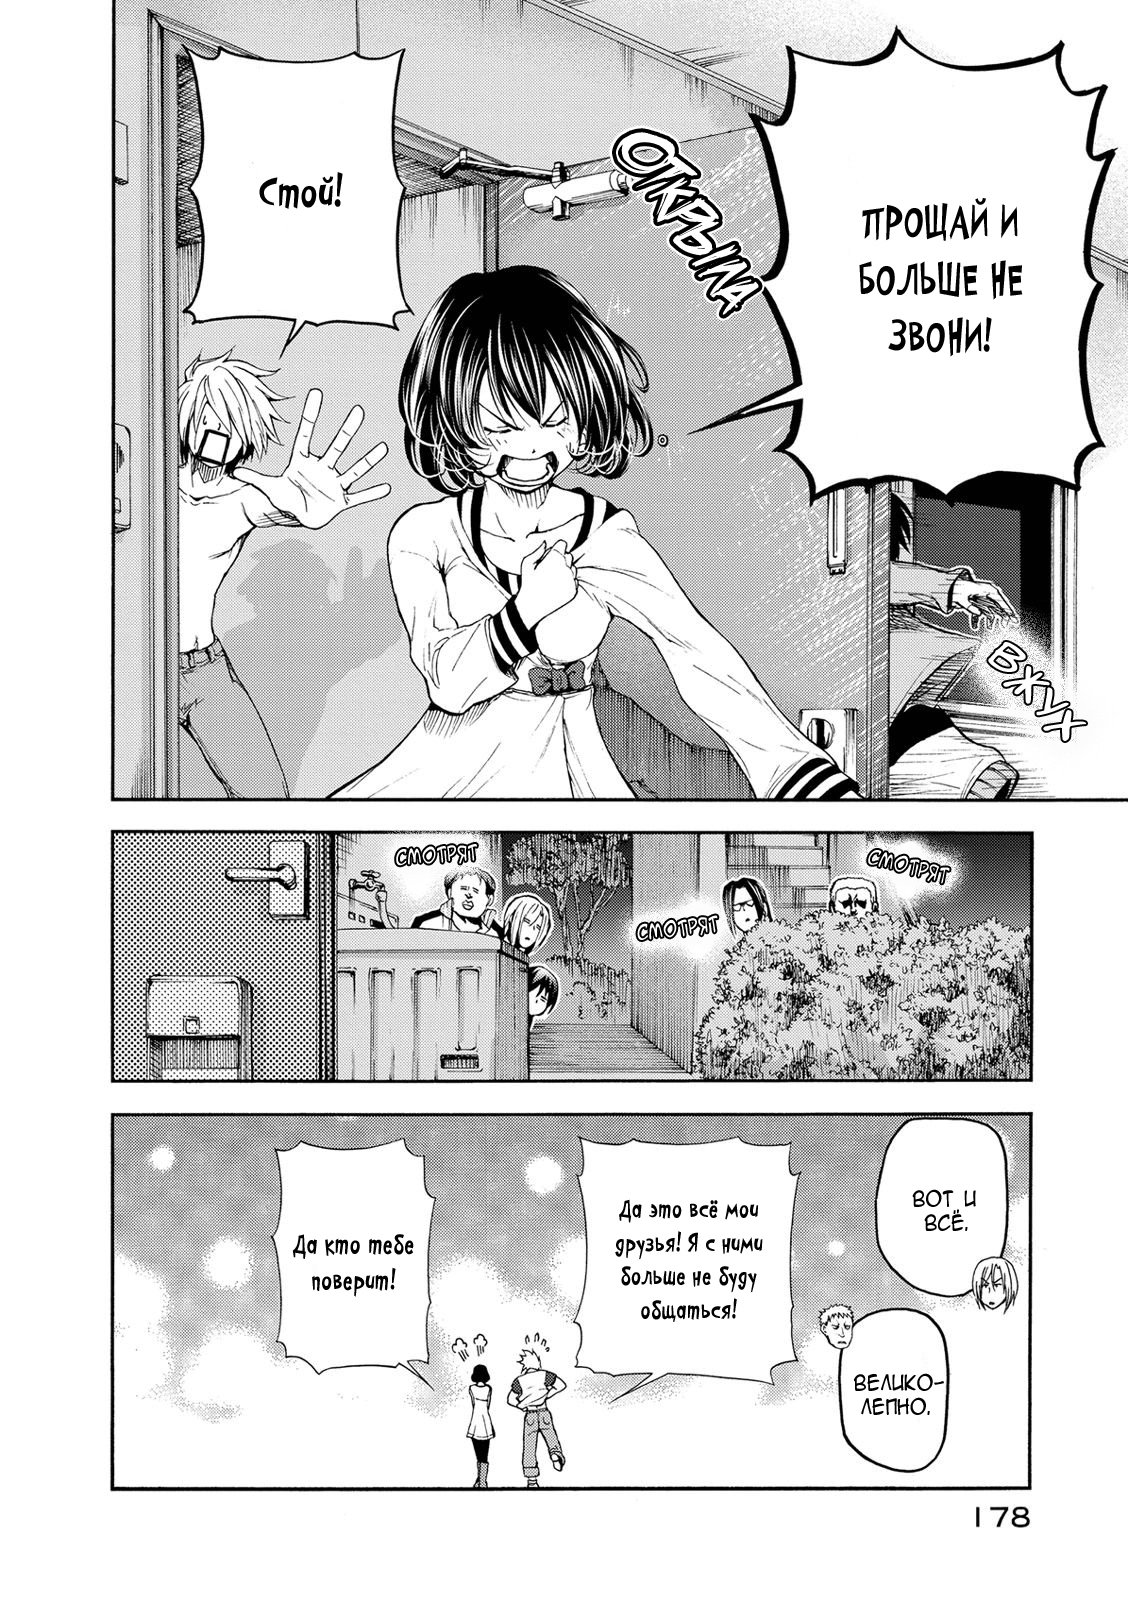 ПРОЩАЙ И
БОЛЬШЕ НЕ
ЗВОНИ!
ОТКРЫЛА
Стой!
ВЖУХ
СМОТРЯТ
СМОТРЯТ
СМОТРЯТ
ВОТ И
ВСЁ.
ВЕЛИКО-
ЛЕПНО.
Да это всё мои
друзья! Я с ними
больше не буду
общаться!
Да кто тебе
поверит!
178